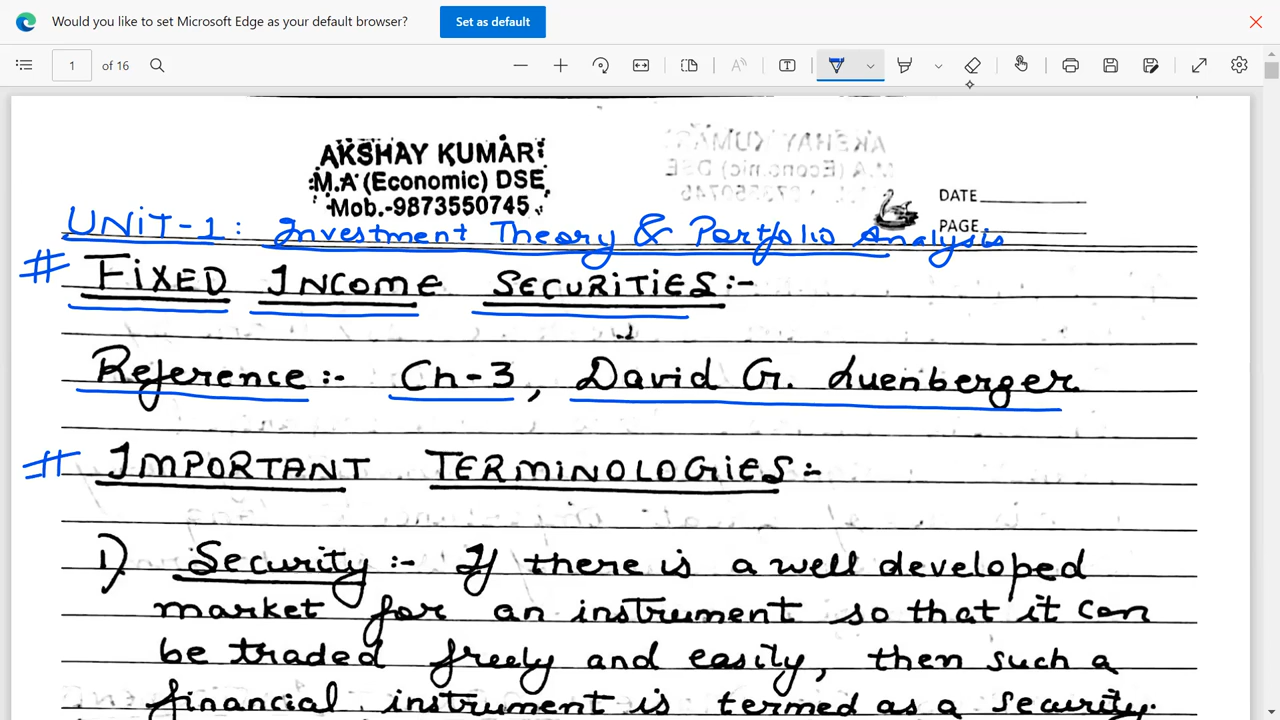 Would you like to set Microsoft Edge as your default browser? Set as default
1 of 16
AKSHAY KUMAR
M.A (Economic) DSE
Mob.-9873550745
DATE
PAGE
UNIT-1: Investment Theory & Portfolio Analysis
# FIXED INCOME SECURITIES:-
Reference:- Ch-3, David G. Luenberger
# IMPORTANT TERMINOLOGIES:-
1) Security:- If there is a well developed
market for an instrument so that it can
be traded freely and easily, then such a
financial instrument is termed as a security.